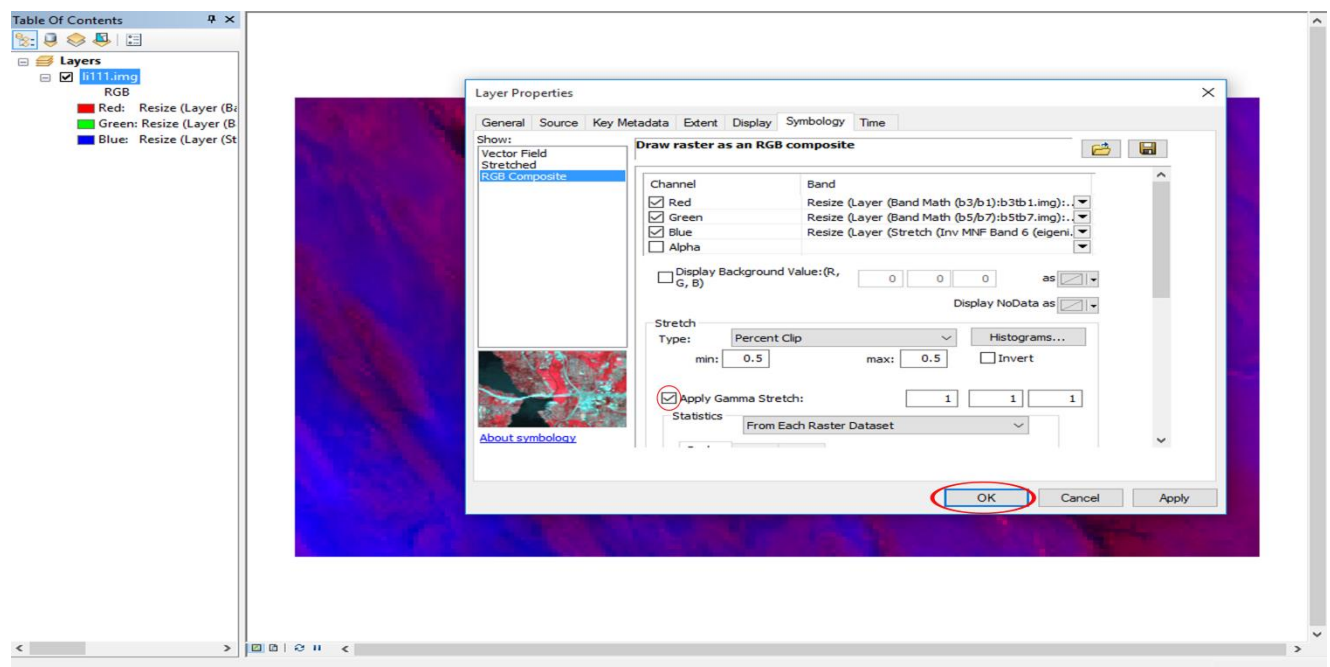 Table Of Contents
Layers
li111.img
RGB
Red: Resize (Layer (Ba
Green: Resize (Layer (B
Blue: Resize (Layer (St
Layer Properties
General Source Key Metadata Extent Display Symbology Time
Show:
Vector Field
Stretched
RGB Composite
About symbology
Draw raster as an RGB composite
Channel Band
Red Resize (Layer (Band Math (b3/b1):b3tb1.img):..
Green Resize (Layer (Band Math (b5/b7):b5tb7.img):..
Blue Resize (Layer (Stretch (Inv MNF Band 6 (eigeni.
Alpha
Display Background Value:(R, G, B) 0 0 0 as
Display NoData as
Stretch
Type: Percent Clip Histograms...
min: 0.5 max: 0.5 Invert
Apply Gamma Stretch: 1 1 1
Statistics
From Each Raster Dataset
OK Cancel Apply